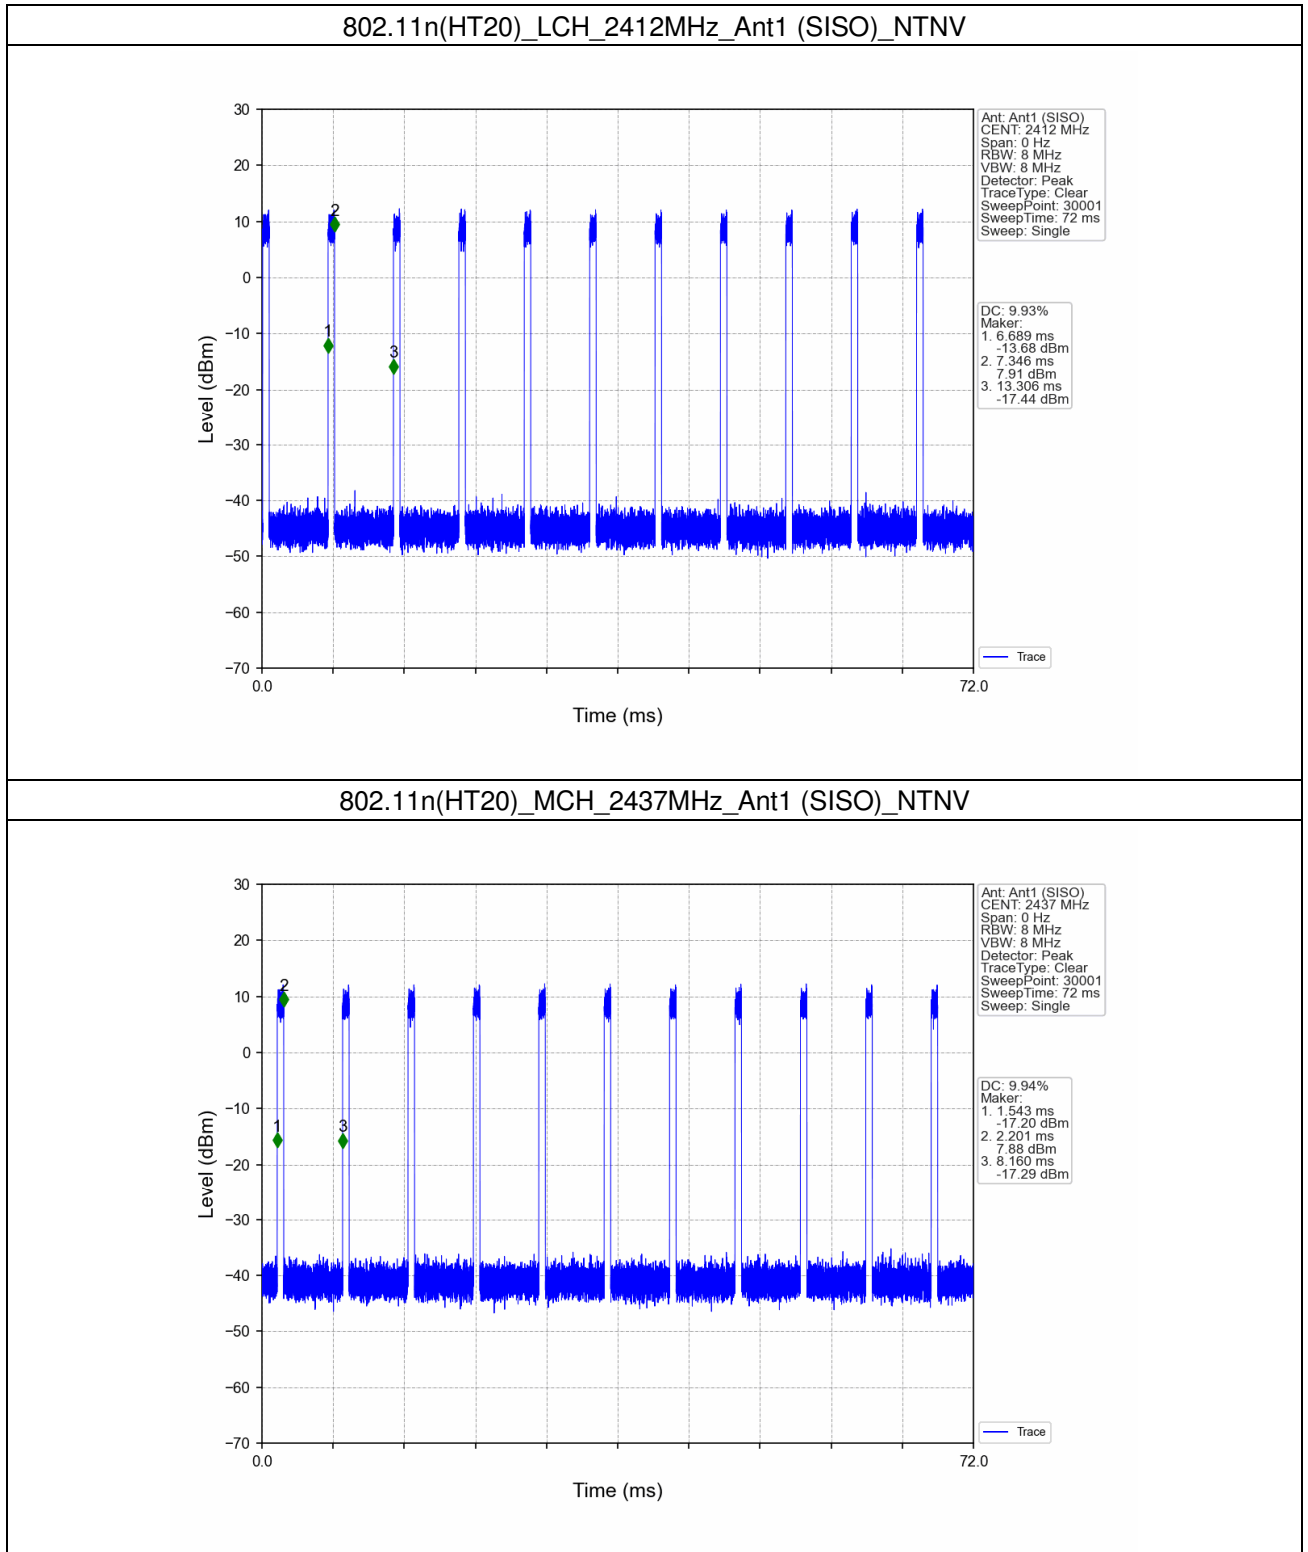 802.11n(HT20)_LCH_2412MHz_Ant1 (SISO)_NTNV
30
20
10
0
−10
−20
−30
−40
−50
−60
−70
Level (dBm)
1
2
3
0.0
72.0
Time (ms)
Ant: Ant1 (SISO)
CENT: 2412 MHz
Span: 0 Hz
RBW: 8 MHz
VBW: 8 MHz
Detector: Peak
TraceType: Clear
SweepPoint: 30001
SweepTime: 72 ms
Sweep: Single
DC: 9.93%
Maker:
1. 6.689 ms
-13.68 dBm
2. 7.346 ms
7.91 dBm
3. 13.306 ms
-17.44 dBm
Trace
802.11n(HT20)_MCH_2437MHz_Ant1 (SISO)_NTNV
30
20
10
0
−10
−20
−30
−40
−50
−60
−70
Level (dBm)
1
2
3
0.0
72.0
Time (ms)
Ant: Ant1 (SISO)
CENT: 2437 MHz
Span: 0 Hz
RBW: 8 MHz
VBW: 8 MHz
Detector: Peak
TraceType: Clear
SweepPoint: 30001
SweepTime: 72 ms
Sweep: Single
DC: 9.94%
Maker:
1. 1.543 ms
-17.20 dBm
2. 2.201 ms
7.88 dBm
3. 8.160 ms
-17.29 dBm
Trace